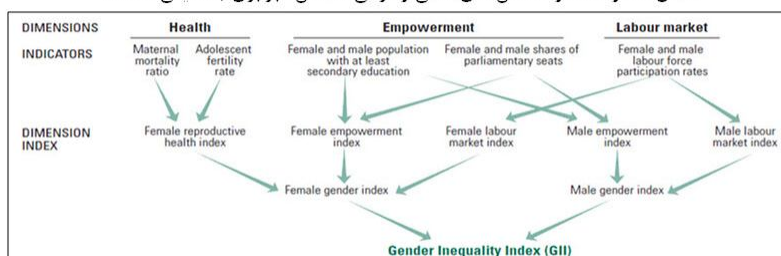 DIMENSIONS Health Empowerment Labour market
INDICATORS
Maternal
mortality
ratio
Adolescent
fertility
rate
Female and male population
with at least
secondary education
Female and male shares of
parliamentary seats
Female and male
labour force
participation rates
DIMENSION
INDEX
Female reproductive
health index
Female empowerment
index
Female labour
market index
Male empowerment
index
Male labour
market index
Female gender index
Male gender index
Gender Inequality Index (GII)